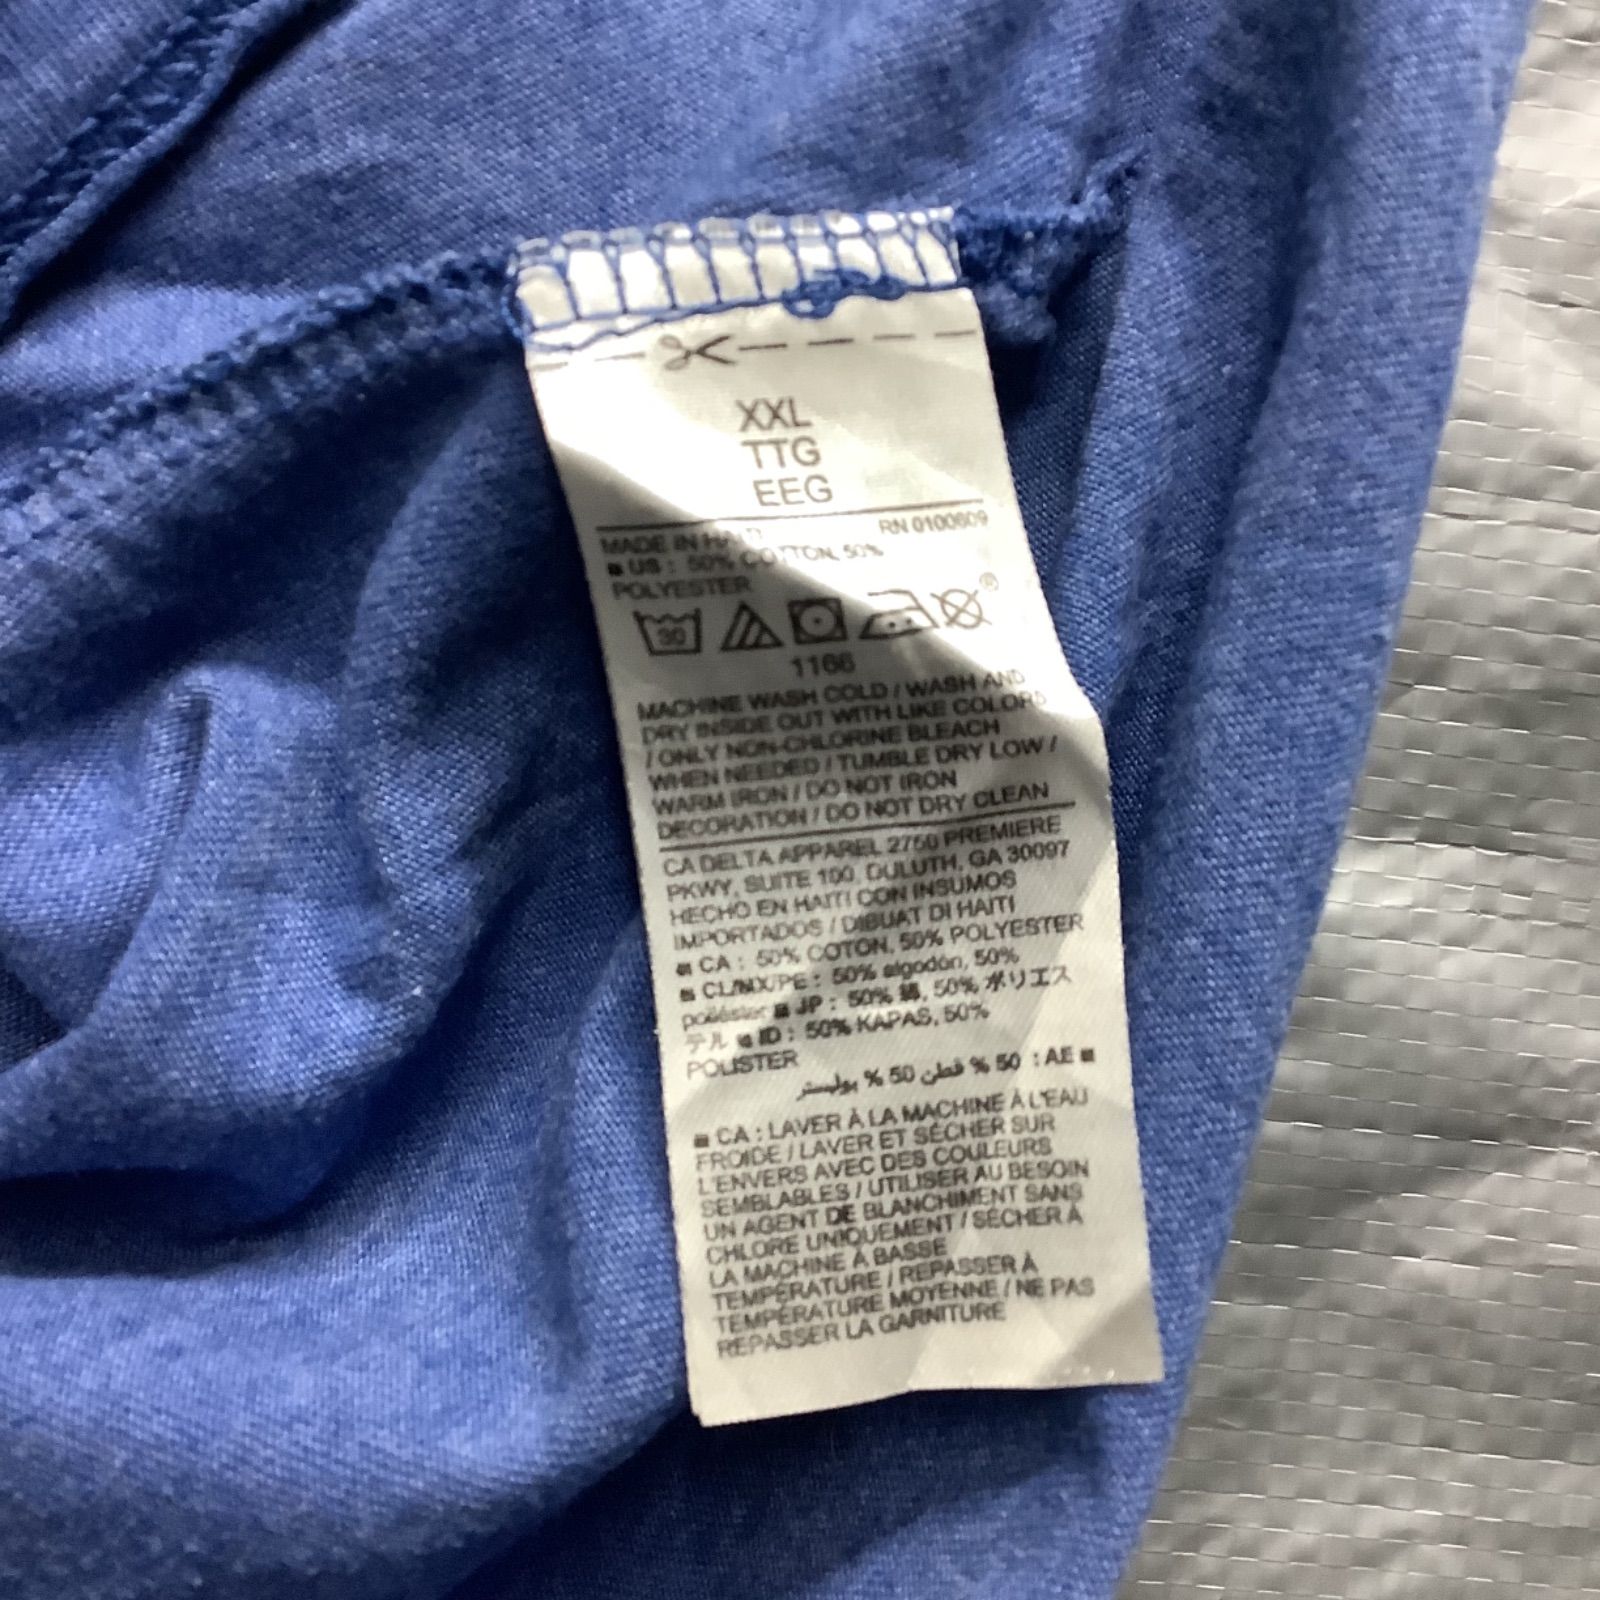 XXL
TTG
EEG
RN 0100609
MADE IN HAITI
■ US : 50% COTTON, 50%
POLYESTER
30
®
1166
MACHINE WASH COLD / WASH AND
DRY INSIDE OUT WITH LIKE COLORS
/ ONLY NON-CHLORINE BLEACH
WHEN NEEDED / TUMBLE DRY LOW /
WARM IRON / DO NOT IRON
DECORATION / DO NOT DRY CLEAN
CA DELTA APPAREL 2750 PREMIERE
PKWY, SUITE 100, DULUTH, GA 30097
HECHO EN HAITI CON INSUMOS
IMPORTADOS / DIBUAT DI HAITI
■ CA : 50% COTON, 50% POLYESTER
■ CL/MX/PE : 50% algodón, 50%
poliéster ■ JP : 50% 綿, 50% ポリエス
テル ■ ID : 50% KAPAS, 50%
POLISTER
■ AE : 50 % قطن 50 % بوليستر
■ CA : LAVER À LA MACHINE À L'EAU
FROIDE / LAVER ET SÉCHER SUR
L'ENVERS AVEC DES COULEURS
SEMBLABLES / UTILISER AU BESOIN
UN AGENT DE BLANCHIMENT SANS
CHLORE UNIQUEMENT / SÉCHER À
LA MACHINE À BASSE
TEMPÉRATURE / REPASSER À
TEMPÉRATURE MOYENNE / NE PAS
REPASSER LA GARNITURE